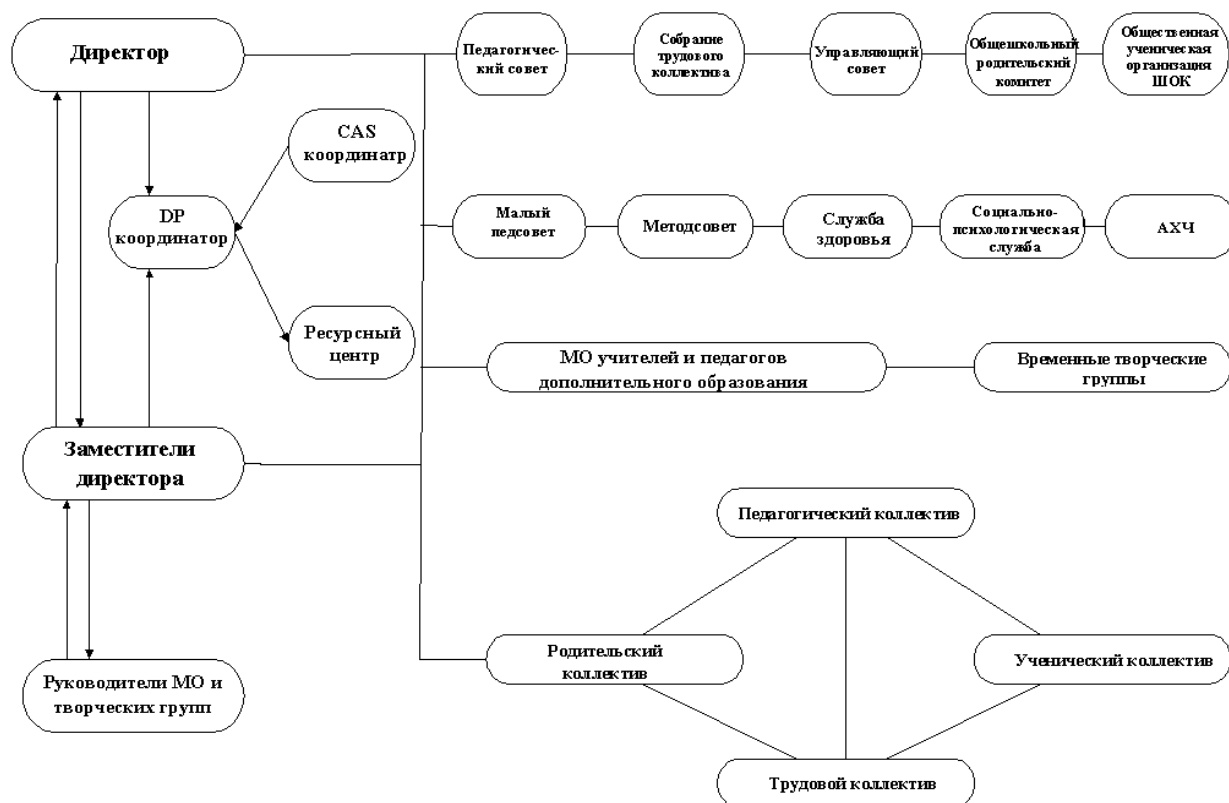 Директор
Педагогичес-
кий совет
Собрание
трудового
коллектива
Управляющий
совет
Общешкольный
родительский
комитет
Общественная
ученическая
организация
ШОК
CAS
координатр
DP
координатор
Ресурсный
центр
Малый
педсовет
Методсовет
Служба
здоровья
Социально-
психологическая
служба
АХЧ
МО учителей и педагогов
дополнительного образования
Временные творческие
группы
Заместители
директора
Педагогический коллектив
Родительский
коллектив
Ученический коллектив
Руководители МО и
творческих групп
Трудовой коллектив